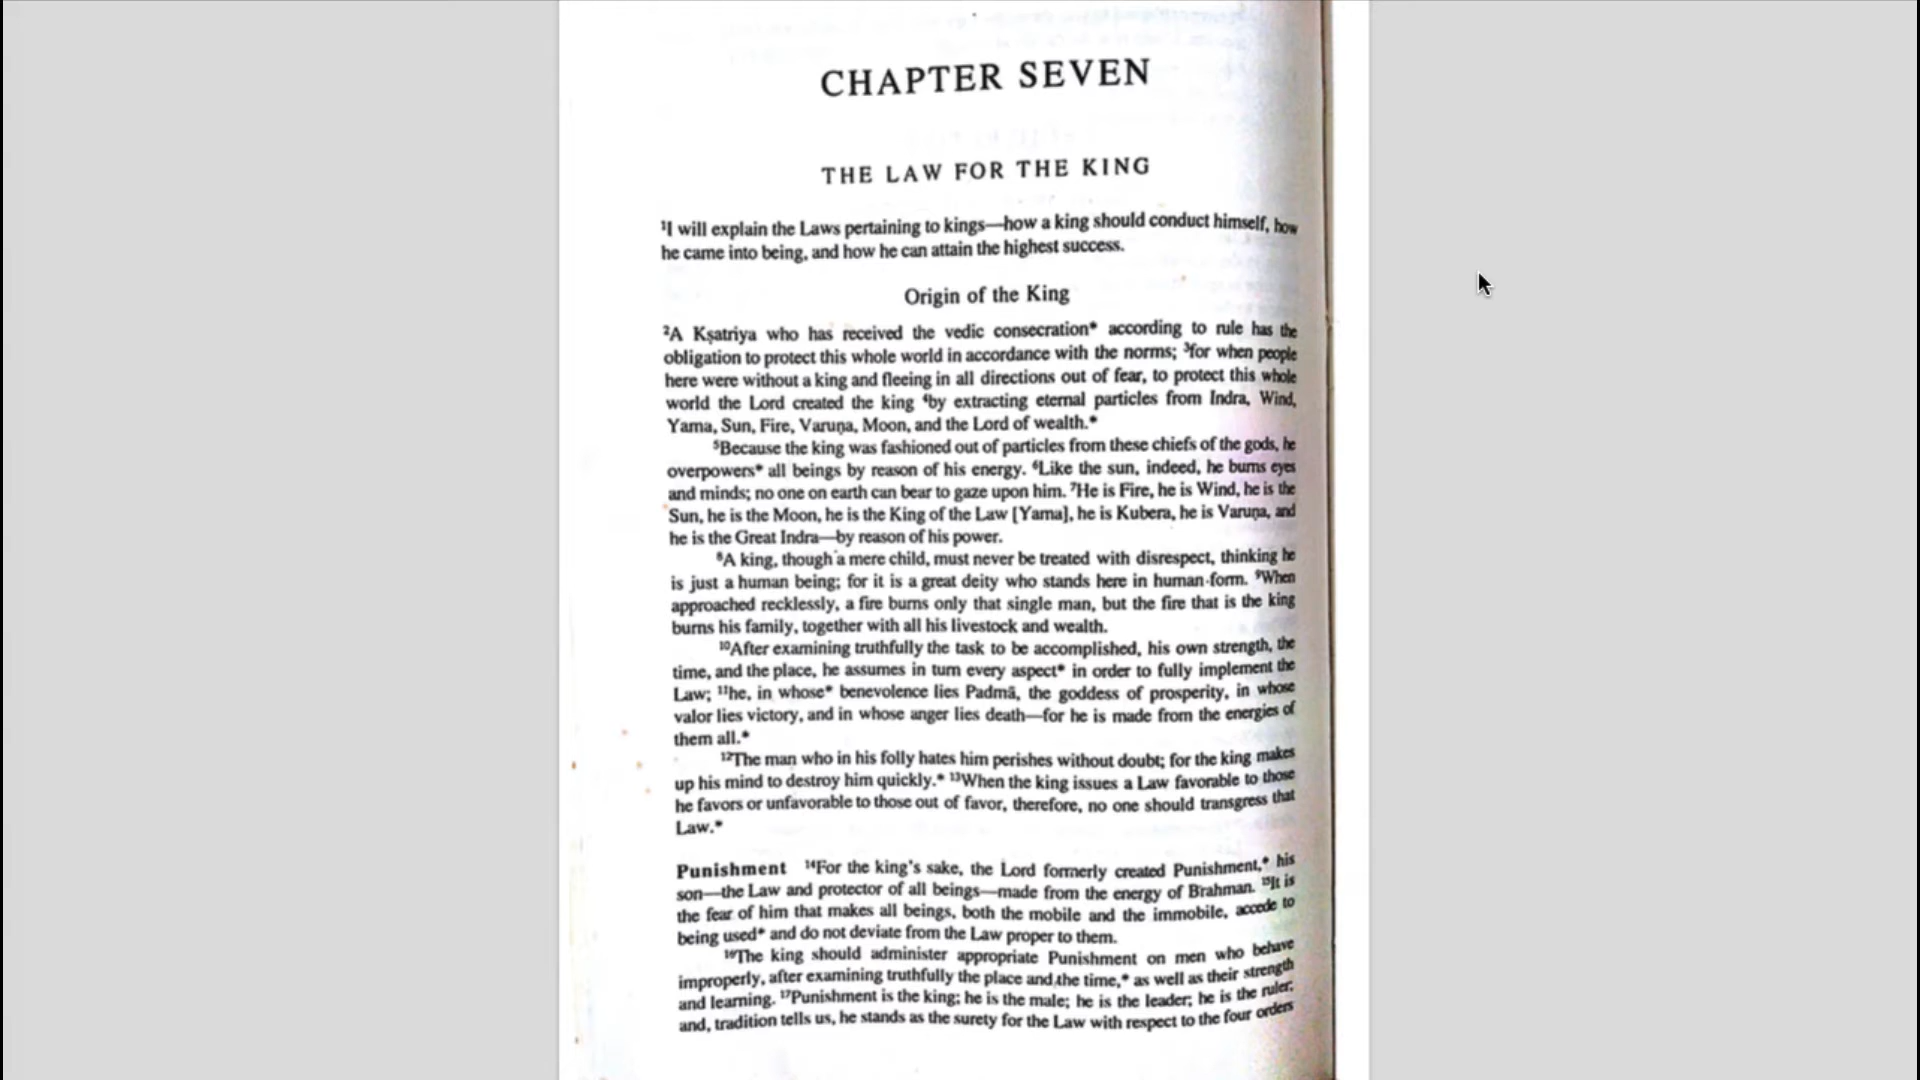 CHAPTER SEVEN
THE LAW FOR THE KING
¹I will explain the Laws pertaining to kings—how a king should conduct himself, how
he came into being, and how he can attain the highest success.
Origin of the King
²A Kṣatriya who has received the vedic consecration* according to rule has the
obligation to protect this whole world in accordance with the norms; ³for when people
here were without a king and fleeing in all directions out of fear, to protect this whole
world the Lord created the king ⁴by extracting eternal particles from Indra, Wind,
Yama, Sun, Fire, Varuṇa, Moon, and the Lord of wealth.*
⁵Because the king was fashioned out of particles from these chiefs of the gods, he
overpowers* all beings by reason of his energy. ⁶Like the sun, indeed, he burns eyes
and minds; no one on earth can bear to gaze upon him. ⁷He is Fire, he is Wind, he is the
Sun, he is the Moon, he is the King of the Law [Yama], he is Kubera, he is Varuṇa, and
he is the Great Indra—by reason of his power.
⁸A king, though a mere child, must never be treated with disrespect, thinking he
is just a human being; for it is a great deity who stands here in human form. ⁹When
approached recklessly, a fire burns only that single man, but the fire that is the king
burns his family, together with all his livestock and wealth.
¹⁰After examining truthfully the task to be accomplished, his own strength, the
time, and the place, he assumes in turn every aspect* in order to fully implement the
Law; ¹¹he, in whose* benevolence lies Padmā, the goddess of prosperity, in whose
valor lies victory, and in whose anger lies death—for he is made from the energies of
them all.*
¹²The man who in his folly hates him perishes without doubt; for the king makes
up his mind to destroy him quickly.* ¹³When the king issues a Law favorable to those
he favors or unfavorable to those out of favor, therefore, no one should transgress that
Law.*
Punishment ¹⁴For the king's sake, the Lord formerly created Punishment,* his
son—the Law and protector of all beings—made from the energy of Brahman. ¹⁵It is
the fear of him that makes all beings, both the mobile and the immobile, accede to
being used* and do not deviate from the Law proper to them.
¹⁶The king should administer appropriate Punishment on men who behave
improperly, after examining truthfully the place and the time,* as well as their strength
and learning. ¹⁷Punishment is the king; he is the male; he is the leader; he is the ruler;
and, tradition tells us, he stands as the surety for the Law with respect to the four orders